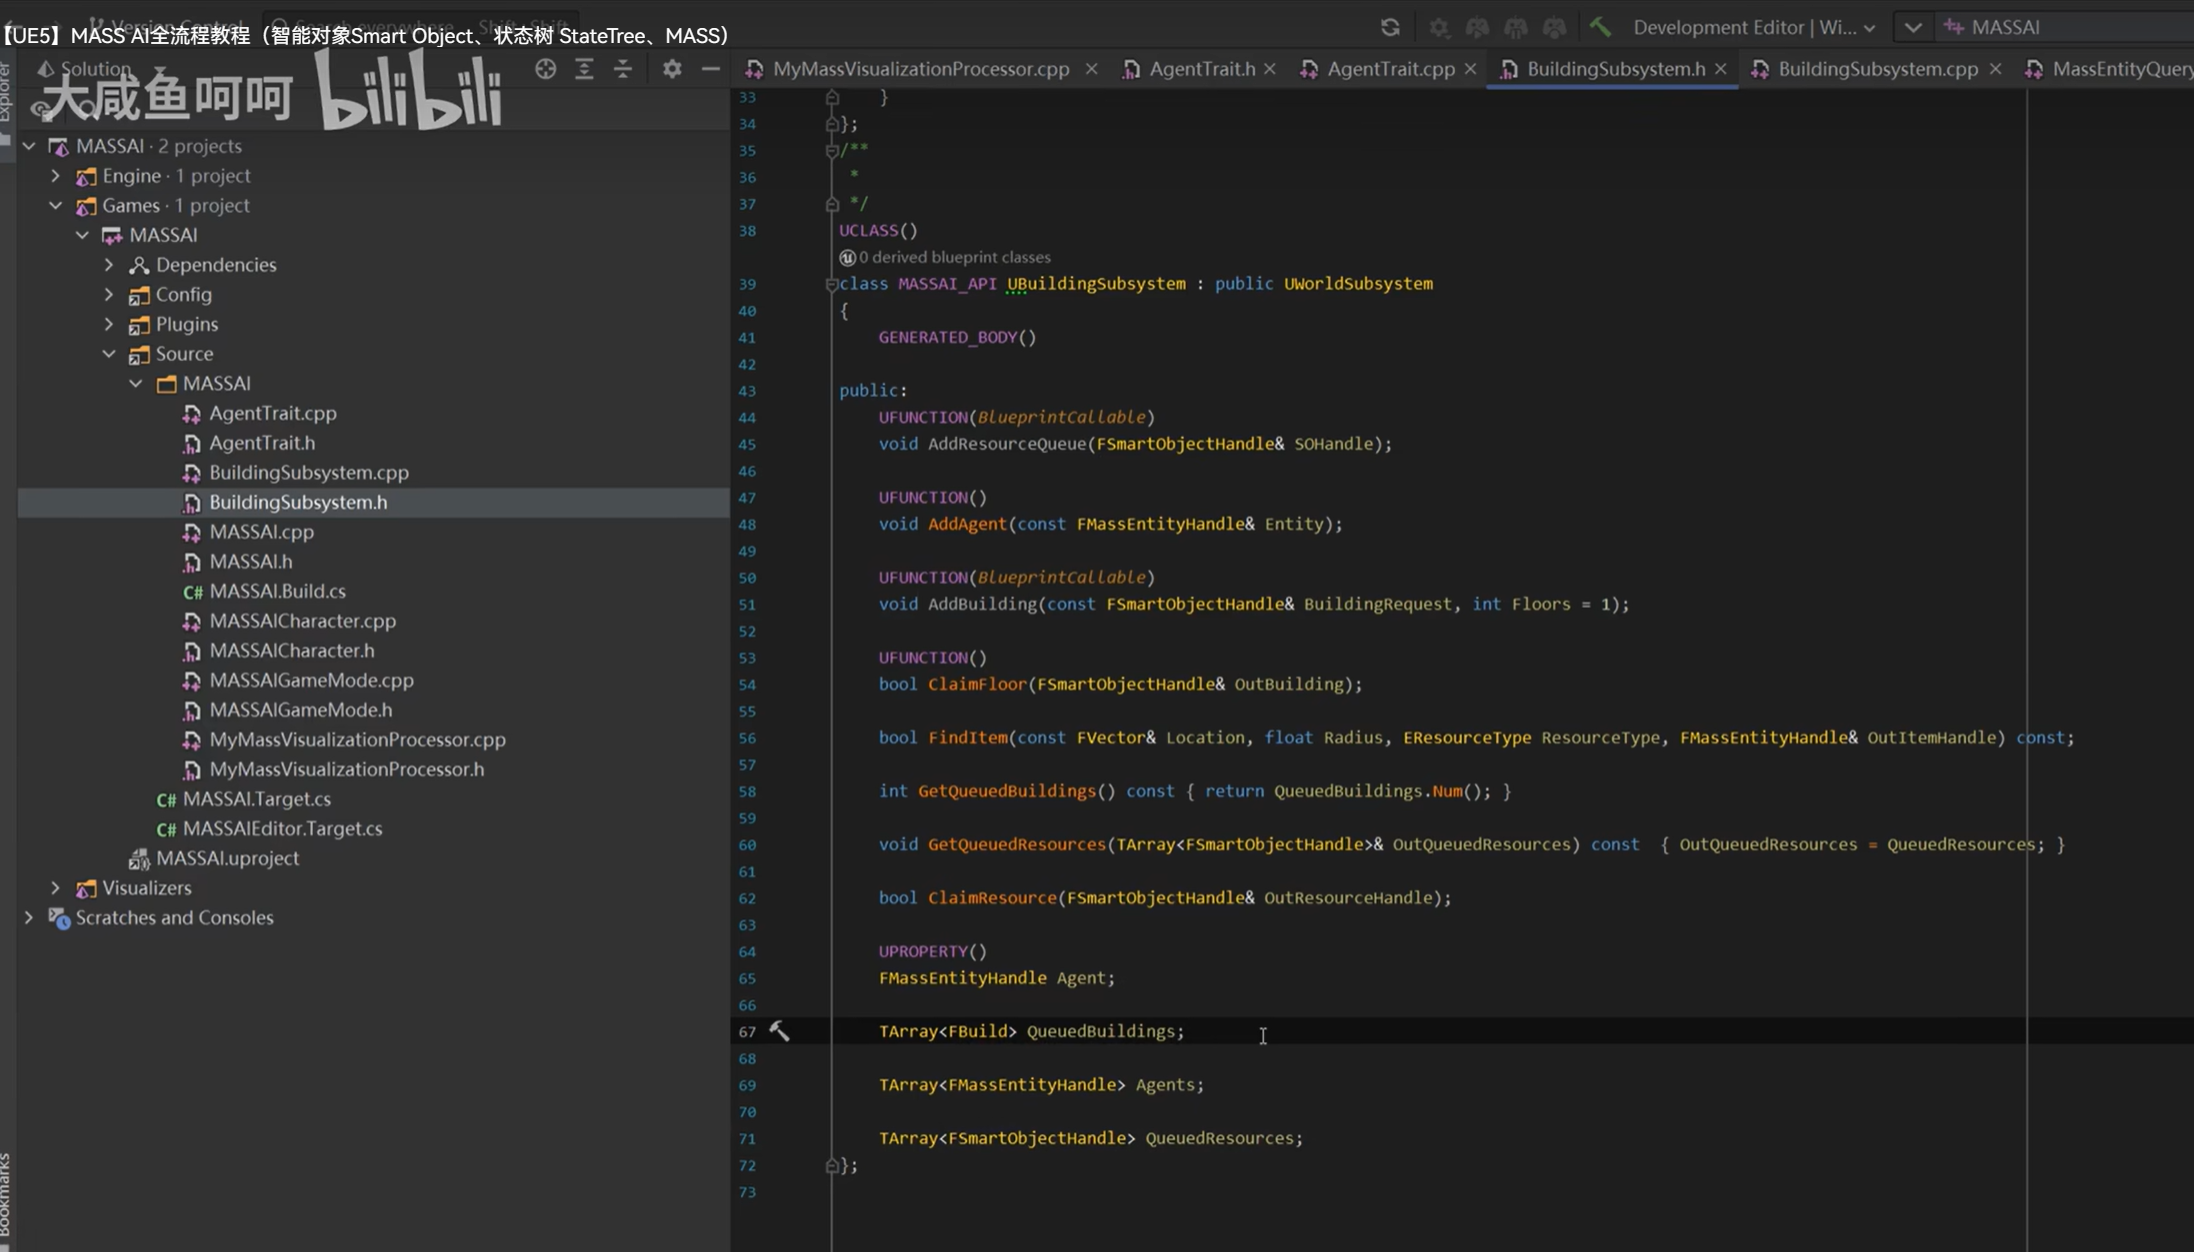 Version Control
Search everywhere Shift+Shift
Development Editor | Wi...
MASSAI
【UE5】MASS AI全流程教程（智能对象Smart Object、状态树 StateTree、MASS）
Explorer
Solution
大咸鱼呵呵 bilibili
MyMassVisualizationProcessor.cpp
AgentTrait.h
AgentTrait.cpp
BuildingSubsystem.h
BuildingSubsystem.cpp
MassEntityQuery
MASSAI · 2 projects
Engine · 1 project
Games · 1 project
MASSAI
Dependencies
Config
Plugins
Source
MASSAI
AgentTrait.cpp
AgentTrait.h
BuildingSubsystem.cpp
BuildingSubsystem.h
MASSAI.cpp
MASSAI.h
C# MASSAI.Build.cs
MASSAICharacter.cpp
MASSAICharacter.h
MASSAIGameMode.cpp
MASSAIGameMode.h
MyMassVisualizationProcessor.cpp
MyMassVisualizationProcessor.h
C# MASSAI.Target.cs
C# MASSAIEditor.Target.cs
MASSAI.uproject
Visualizers
Scratches and Consoles
Bookmarks
33 }
34 };
35 /**
36 *
37 */
38 UCLASS()
0 derived blueprint classes
39 class MASSAI_API UBuildingSubsystem : public UWorldSubsystem
40 {
41 GENERATED_BODY()
42
43 public:
44 UFUNCTION(BlueprintCallable)
45 void AddResourceQueue(FSmartObjectHandle& SOHandle);
46
47 UFUNCTION()
48 void AddAgent(const FMassEntityHandle& Entity);
49
50 UFUNCTION(BlueprintCallable)
51 void AddBuilding(const FSmartObjectHandle& BuildingRequest, int Floors = 1);
52
53 UFUNCTION()
54 bool ClaimFloor(FSmartObjectHandle& OutBuilding);
55
56 bool FindItem(const FVector& Location, float Radius, EResourceType ResourceType, FMassEntityHandle& OutItemHandle) const;
57
58 int GetQueuedBuildings() const { return QueuedBuildings.Num(); }
59
60 void GetQueuedResources(TArray<FSmartObjectHandle>& OutQueuedResources) const { OutQueuedResources = QueuedResources; }
61
62 bool ClaimResource(FSmartObjectHandle& OutResourceHandle);
63
64 UPROPERTY()
65 FMassEntityHandle Agent;
66
67 TArray<FBuild> QueuedBuildings;
68
69 TArray<FMassEntityHandle> Agents;
70
71 TArray<FSmartObjectHandle> QueuedResources;
72 };
73